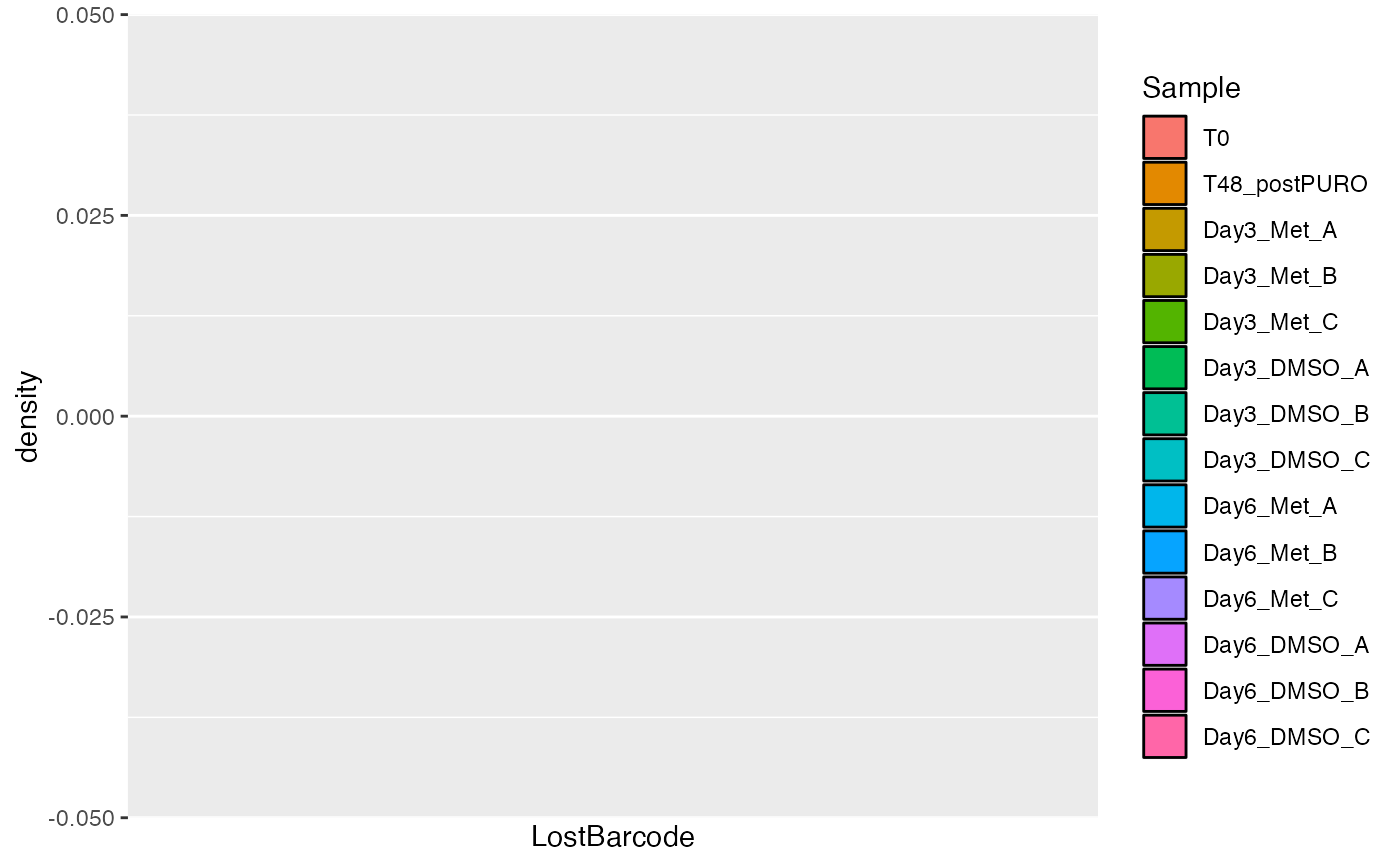 0.050
0.025
0.000
-0.025
-0.050
density
LostBarcode
Sample
T0
T48_postPURO
Day3_Met_A
Day3_Met_B
Day3_Met_C
Day3_DMSO_A
Day3_DMSO_B
Day3_DMSO_C
Day6_Met_A
Day6_Met_B
Day6_Met_C
Day6_DMSO_A
Day6_DMSO_B
Day6_DMSO_C